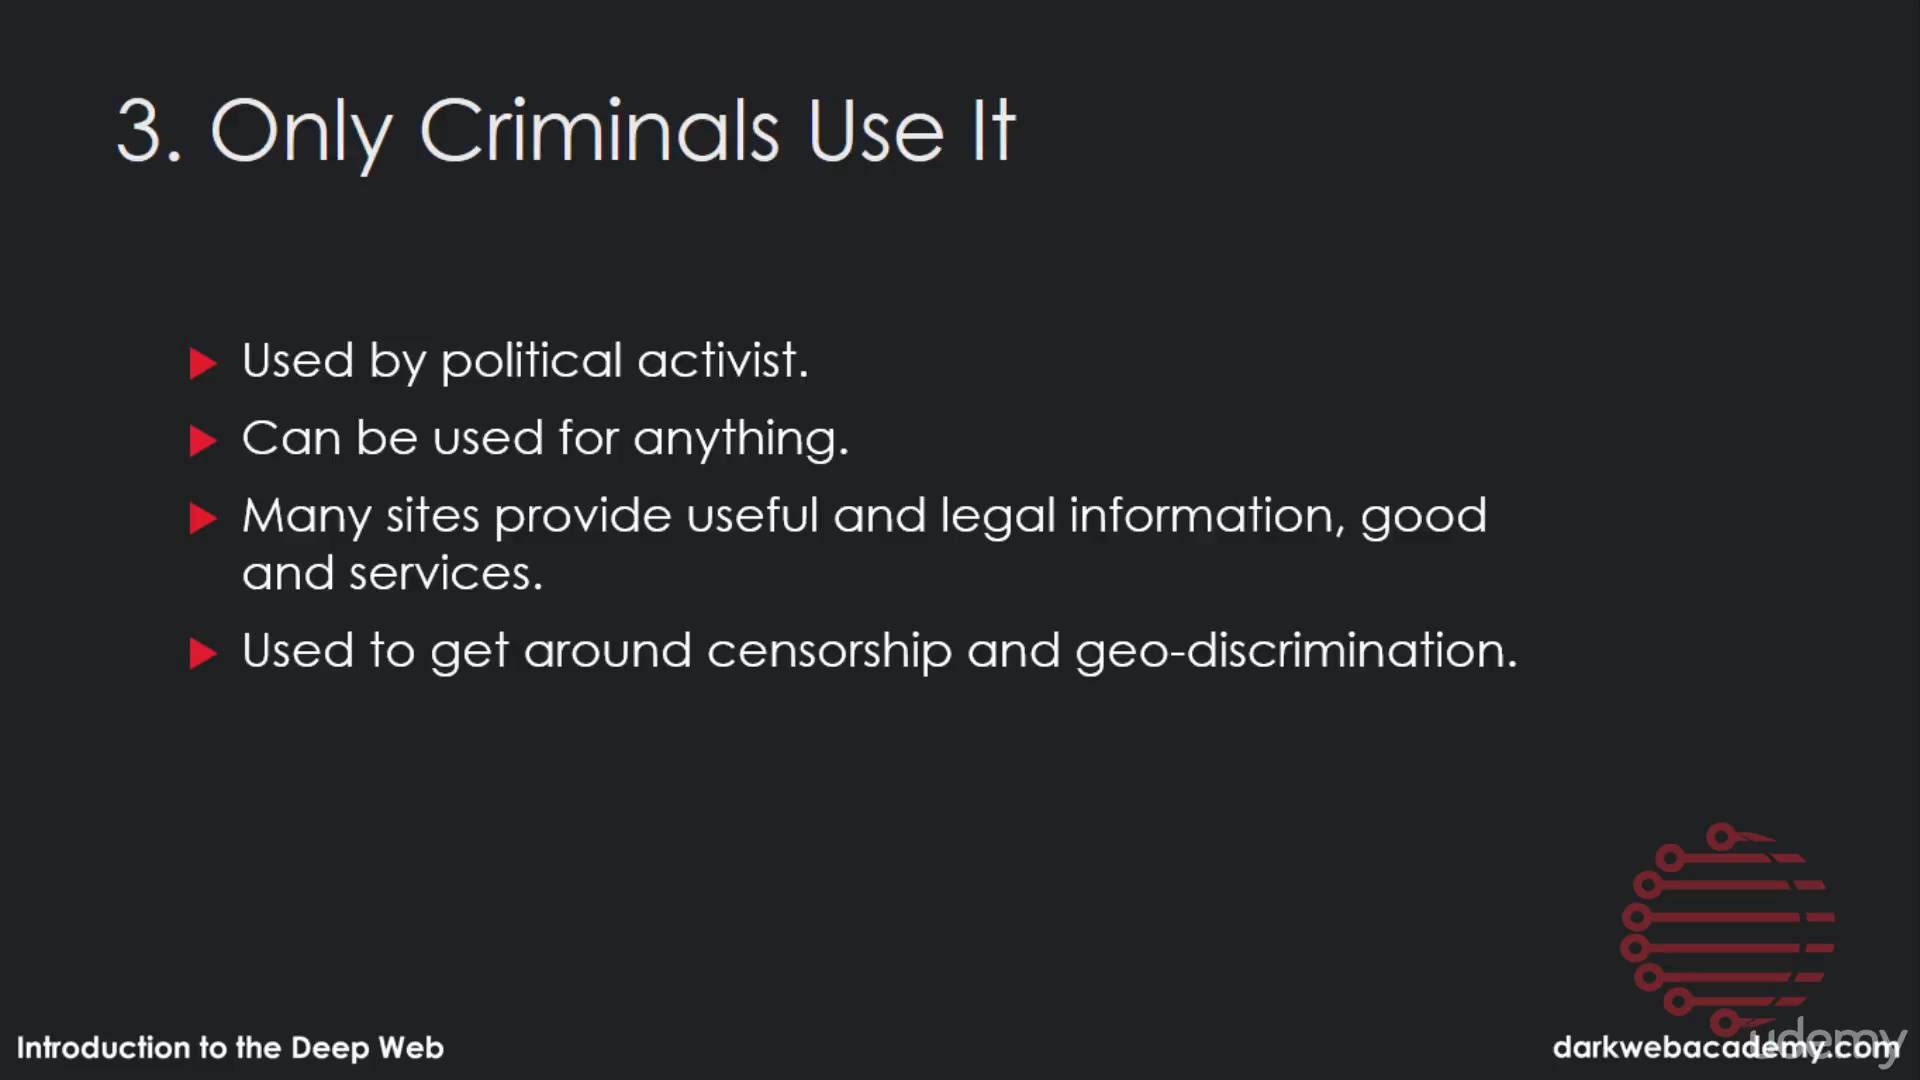 3. Only Criminals Use It
Used by political activist.
Can be used for anything.
Many sites provide useful and legal information, good
and services.
Used to get around censorship and geo-discrimination.
Introduction to the Deep Web
darkwebacademy.com
udemy